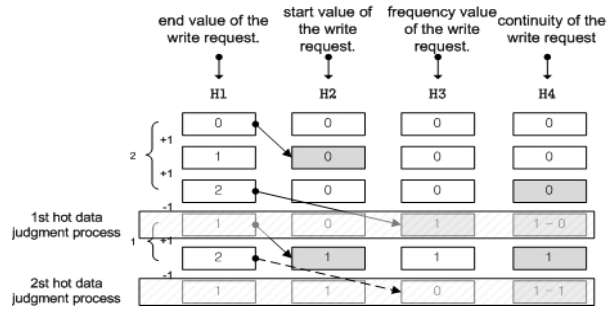 end value of the write request.
start value of the write request.
frequency value of the write request.
continuity of the write request
H1 H2 H3 H4
0 0 0 0
+1
2 1 0 0
+1
2 0 0 0
-1
1st hot data judgment process 1 0 1 1 - 0
1 +1
2 1 1 1
-1
2st hot data judgment process 1 1 0 1 - 1